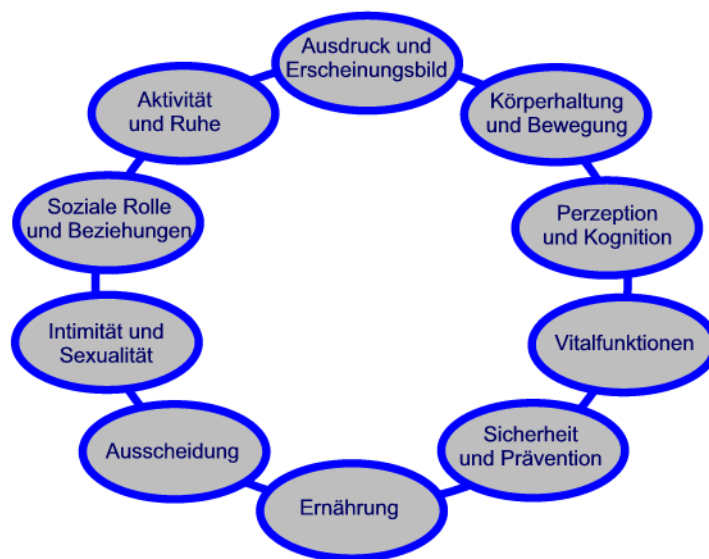 Ausdruck und
Erscheinungsbild
Körperhaltung
und Bewegung
Perzeption
und Kognition
Vitalfunktionen
Sicherheit
und Prävention
Ernährung
Ausscheidung
Intimität und
Sexualität
Soziale Rolle
und Beziehungen
Aktivität
und Ruhe